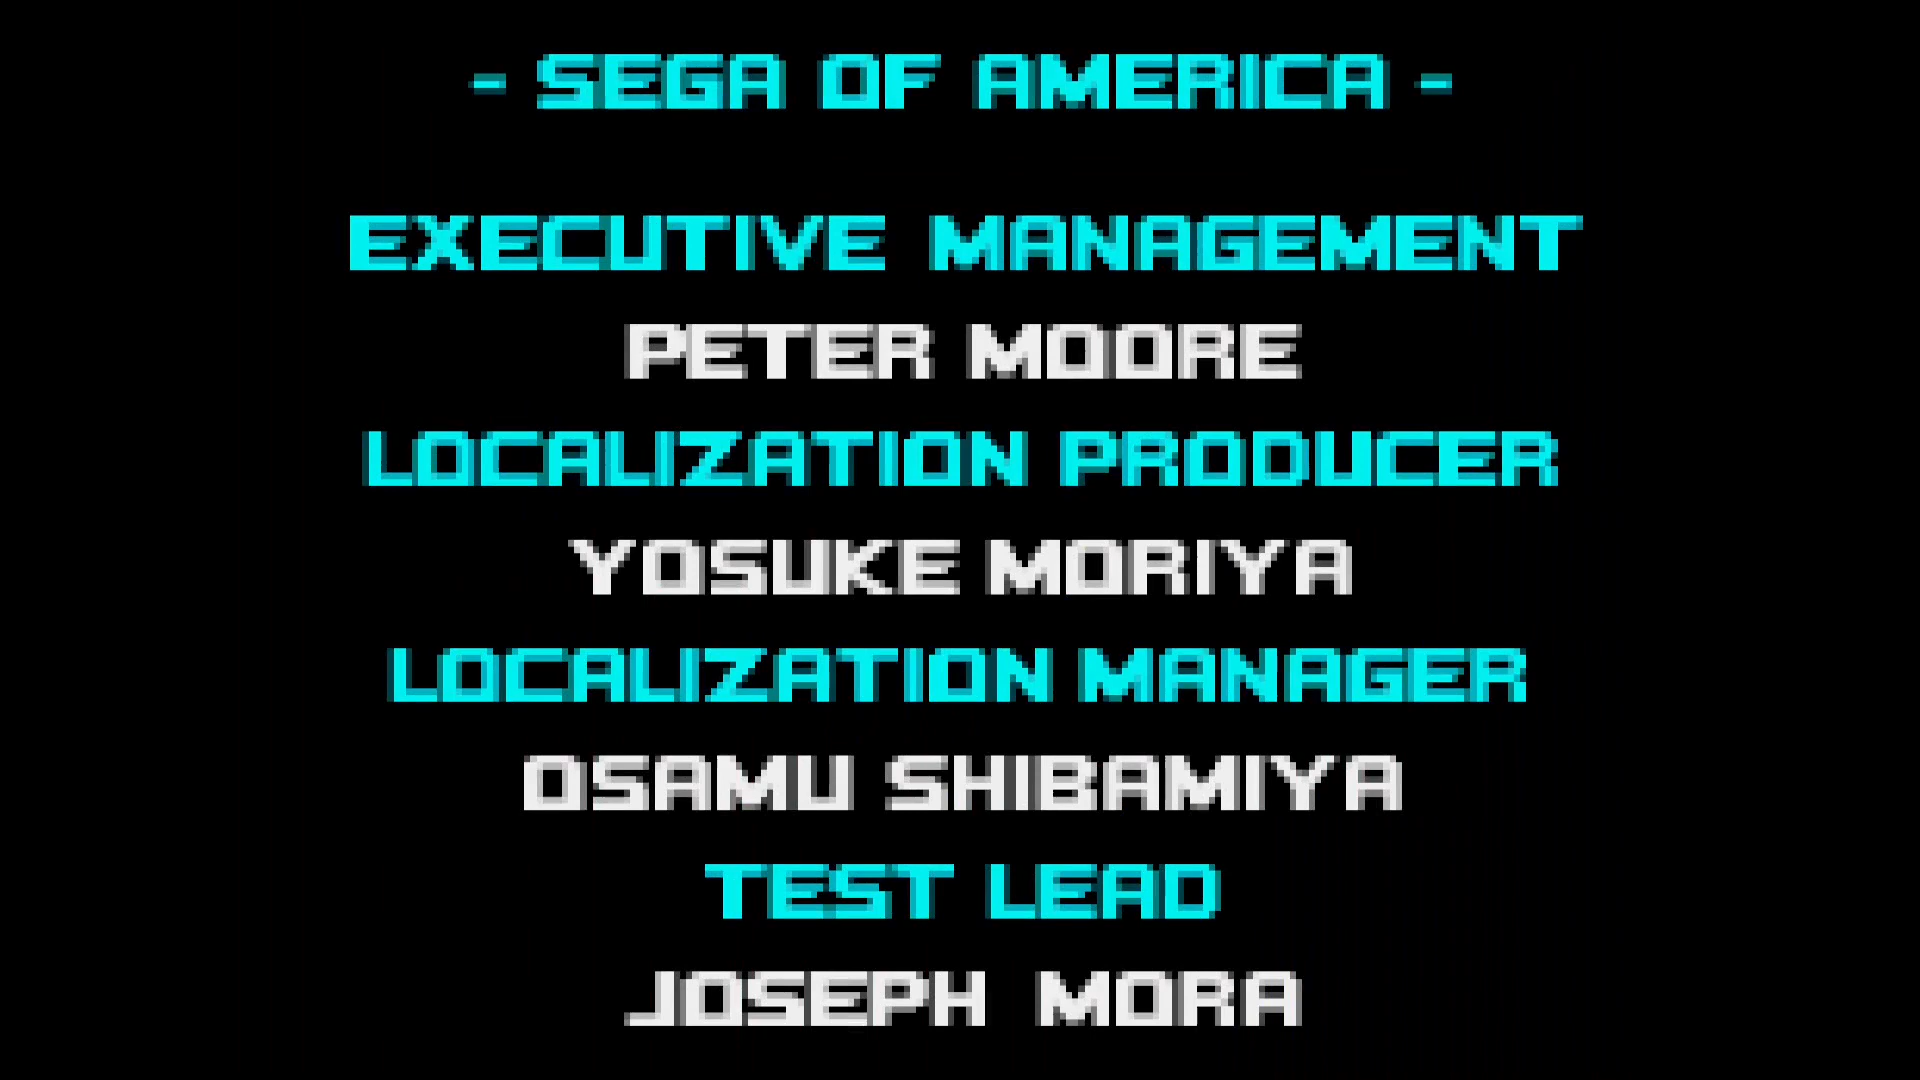 - SEGA OF AMERICA -
EXECUTIVE MANAGEMENT
PETER MOORE
LOCALIZATION PRODUCER
YOSUKE MORIYA
LOCALIZATION MANAGER
OSAMU SHIBAMIYA
TEST LEAD
JOSEPH MORA